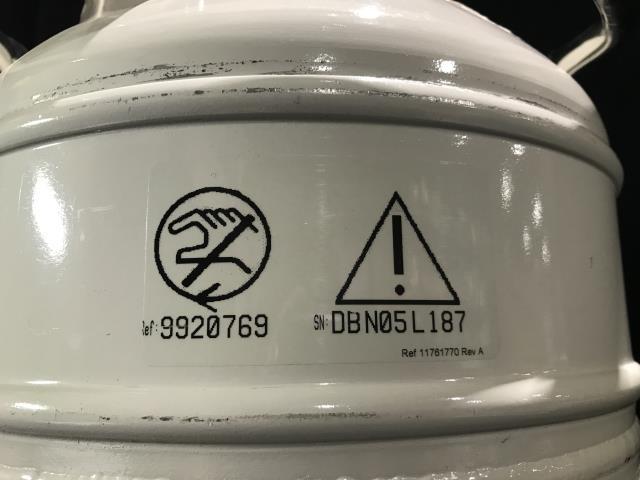 Ref: 9920769
SN: DBN05L187
Ref 11761770 Rev A